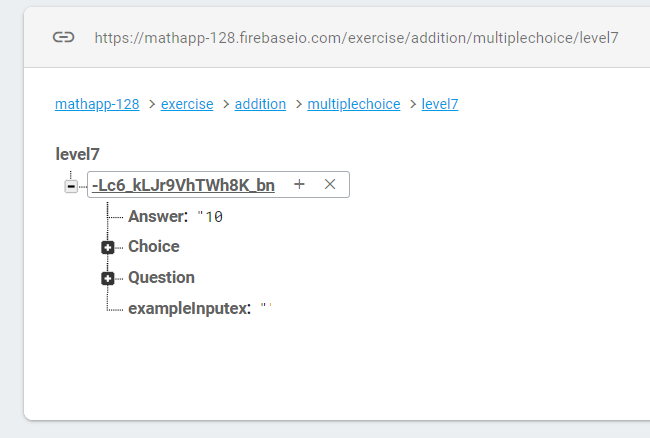 https://mathapp-128.firebaseio.com/exercise/addition/multiplechoice/level7
mathapp-128 > exercise > addition > multiplechoice > level7
level7
-Lc6_kLJr9VhTWh8K_bn + ×
Answer: "10
Choice
Question
exampleInputex: "'